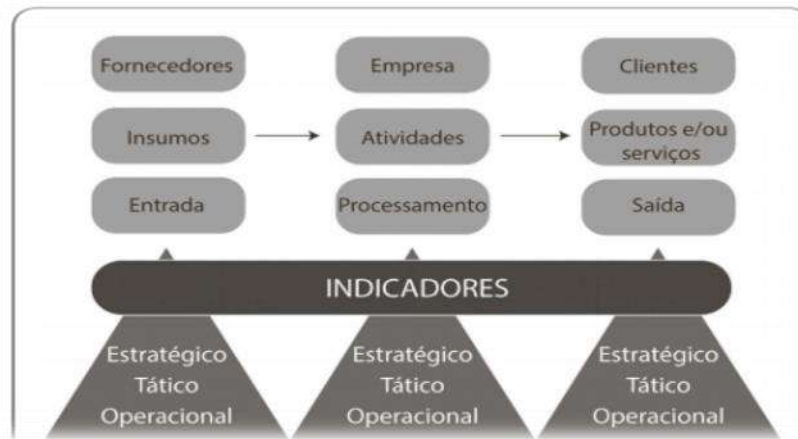 Fornecedores
Empresa
Clientes
Insumos
Atividades
Produtos e/ou
serviços
Entrada
Processamento
Saída
INDICADORES
Estratégico
Tático
Operacional
Estratégico
Tático
Operacional
Estratégico
Tático
Operacional